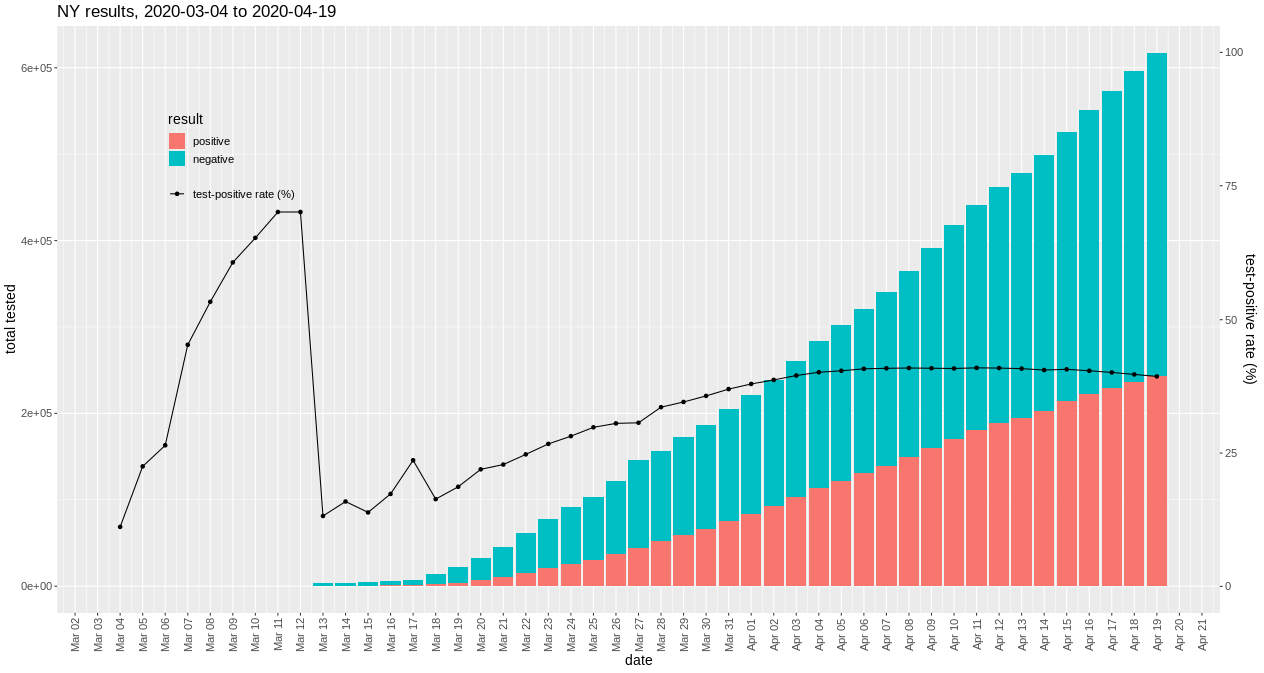 NY results, 2020-03-04 to 2020-04-19
total tested
6e+05
4e+05
2e+05
0e+00
result
positive
negative
test-positive rate (%)
100
75
50
25
0
test-positive rate (%)
Mar 02
Mar 03
Mar 04
Mar 05
Mar 06
Mar 07
Mar 08
Mar 09
Mar 10
Mar 11
Mar 12
Mar 13
Mar 14
Mar 15
Mar 16
Mar 17
Mar 18
Mar 19
Mar 20
Mar 21
Mar 22
Mar 23
Mar 24
Mar 25
Mar 26
Mar 27
Mar 28
Mar 29
Mar 30
Mar 31
Apr 01
Apr 02
Apr 03
Apr 04
Apr 05
Apr 06
Apr 07
Apr 08
Apr 09
Apr 10
Apr 11
Apr 12
Apr 13
Apr 14
Apr 15
Apr 16
Apr 17
Apr 18
Apr 19
Apr 20
Apr 21
date